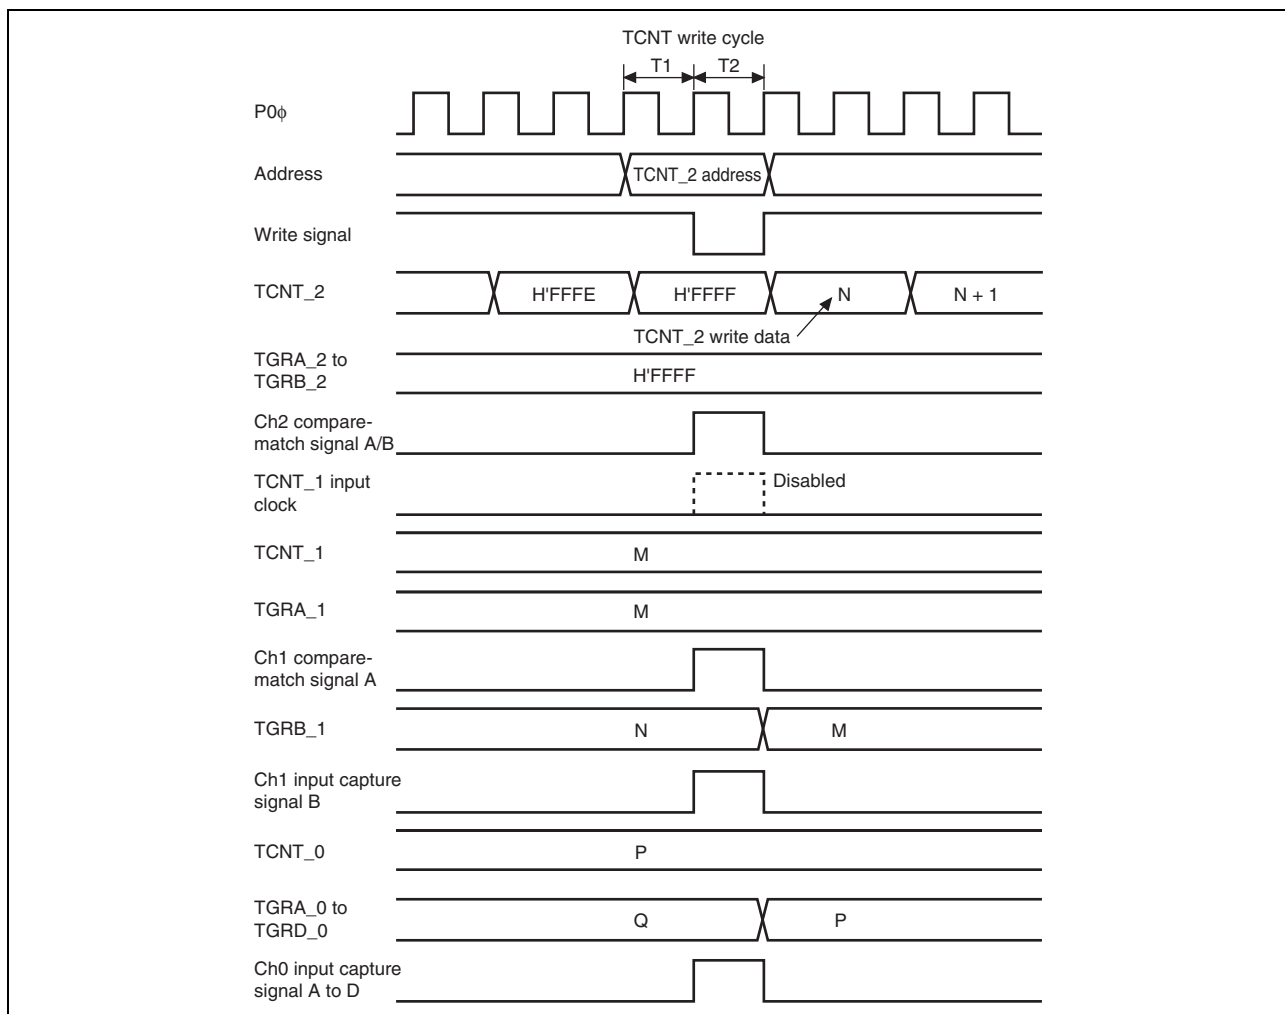 TCNT write cycle
T1 T2
P0ϕ
Address
TCNT_2 address
Write signal
TCNT_2
H'FFFE
H'FFFF
N
N + 1
TCNT_2 write data
TGRA_2 to
TGRB_2
H'FFFF
Ch2 compare-
match signal A/B
TCNT_1 input
clock
Disabled
TCNT_1
M
TGRA_1
M
Ch1 compare-
match signal A
TGRB_1
N
M
Ch1 input capture
signal B
TCNT_0
P
TGRA_0 to
TGRD_0
Q
P
Ch0 input capture
signal A to D